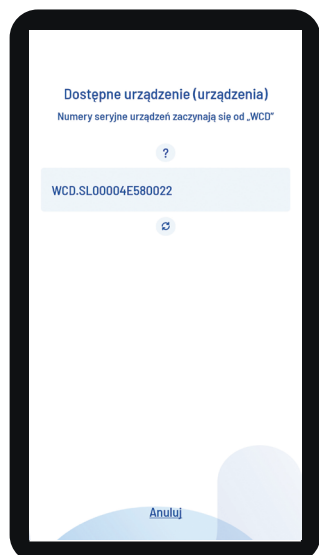 Dostępne urządzenie (urządzenia)
Numery seryjne urządzeń zaczynają się od „WCD”
?
WCD.SL00004E580022
Anuluj